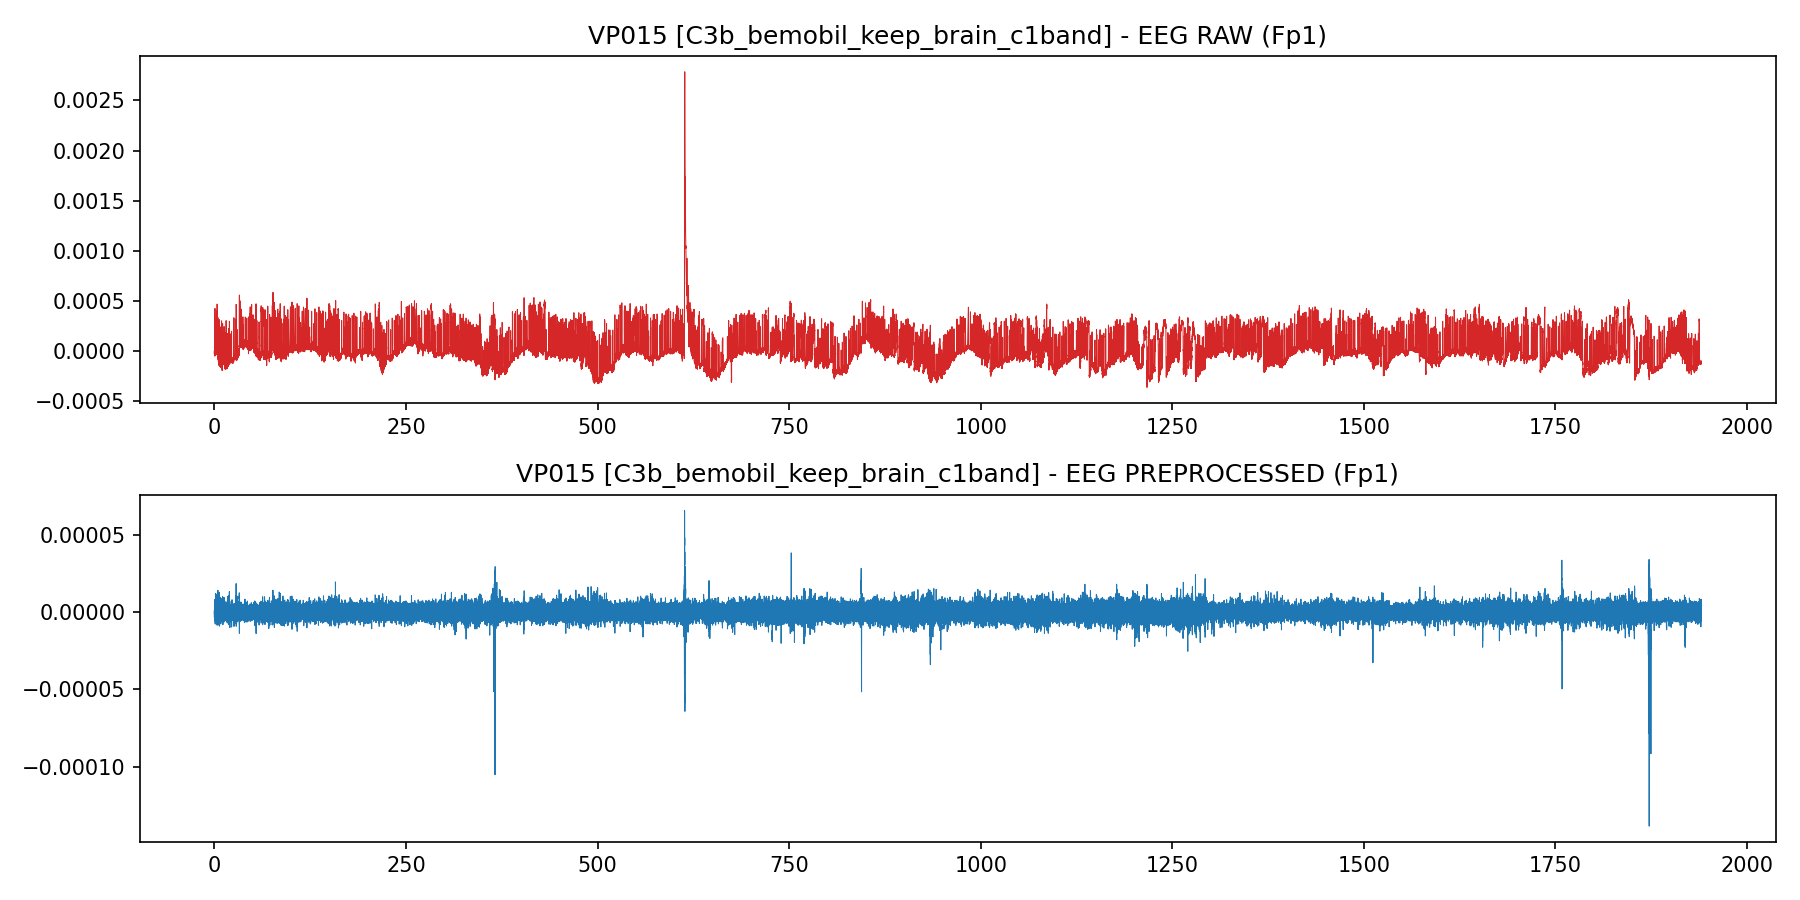 VP015 [C3b_bemobil_keep_brain_c1band] - EEG RAW (Fp1)
0.0025
0.0020
0.0015
0.0010
0.0005
0.0000
−0.0005
0 250 500 750 1000 1250 1500 1750 2000
VP015 [C3b_bemobil_keep_brain_c1band] - EEG PREPROCESSED (Fp1)
0.00005
0.00000
−0.00005
−0.00010
0 250 500 750 1000 1250 1500 1750 2000